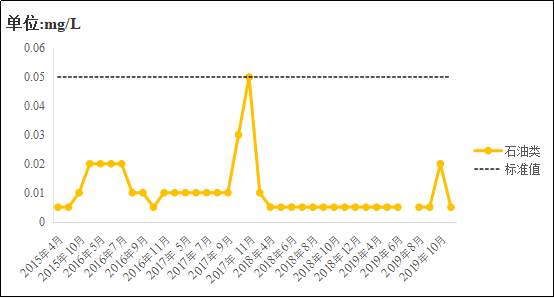 单位:mg/L
0.06
0.05
0.04
0.03
0.02
0.01
0
石油类
标准值
2015年4月
2015年10月
2016年5月
2016年7月
2016年9月
2016年11月
2017年5月
2017年7月
2017年9月
2017年11月
2018年4月
2018年6月
2018年8月
2018年10月
2018年12月
2019年4月
2019年6月
2019年8月
2019年10月